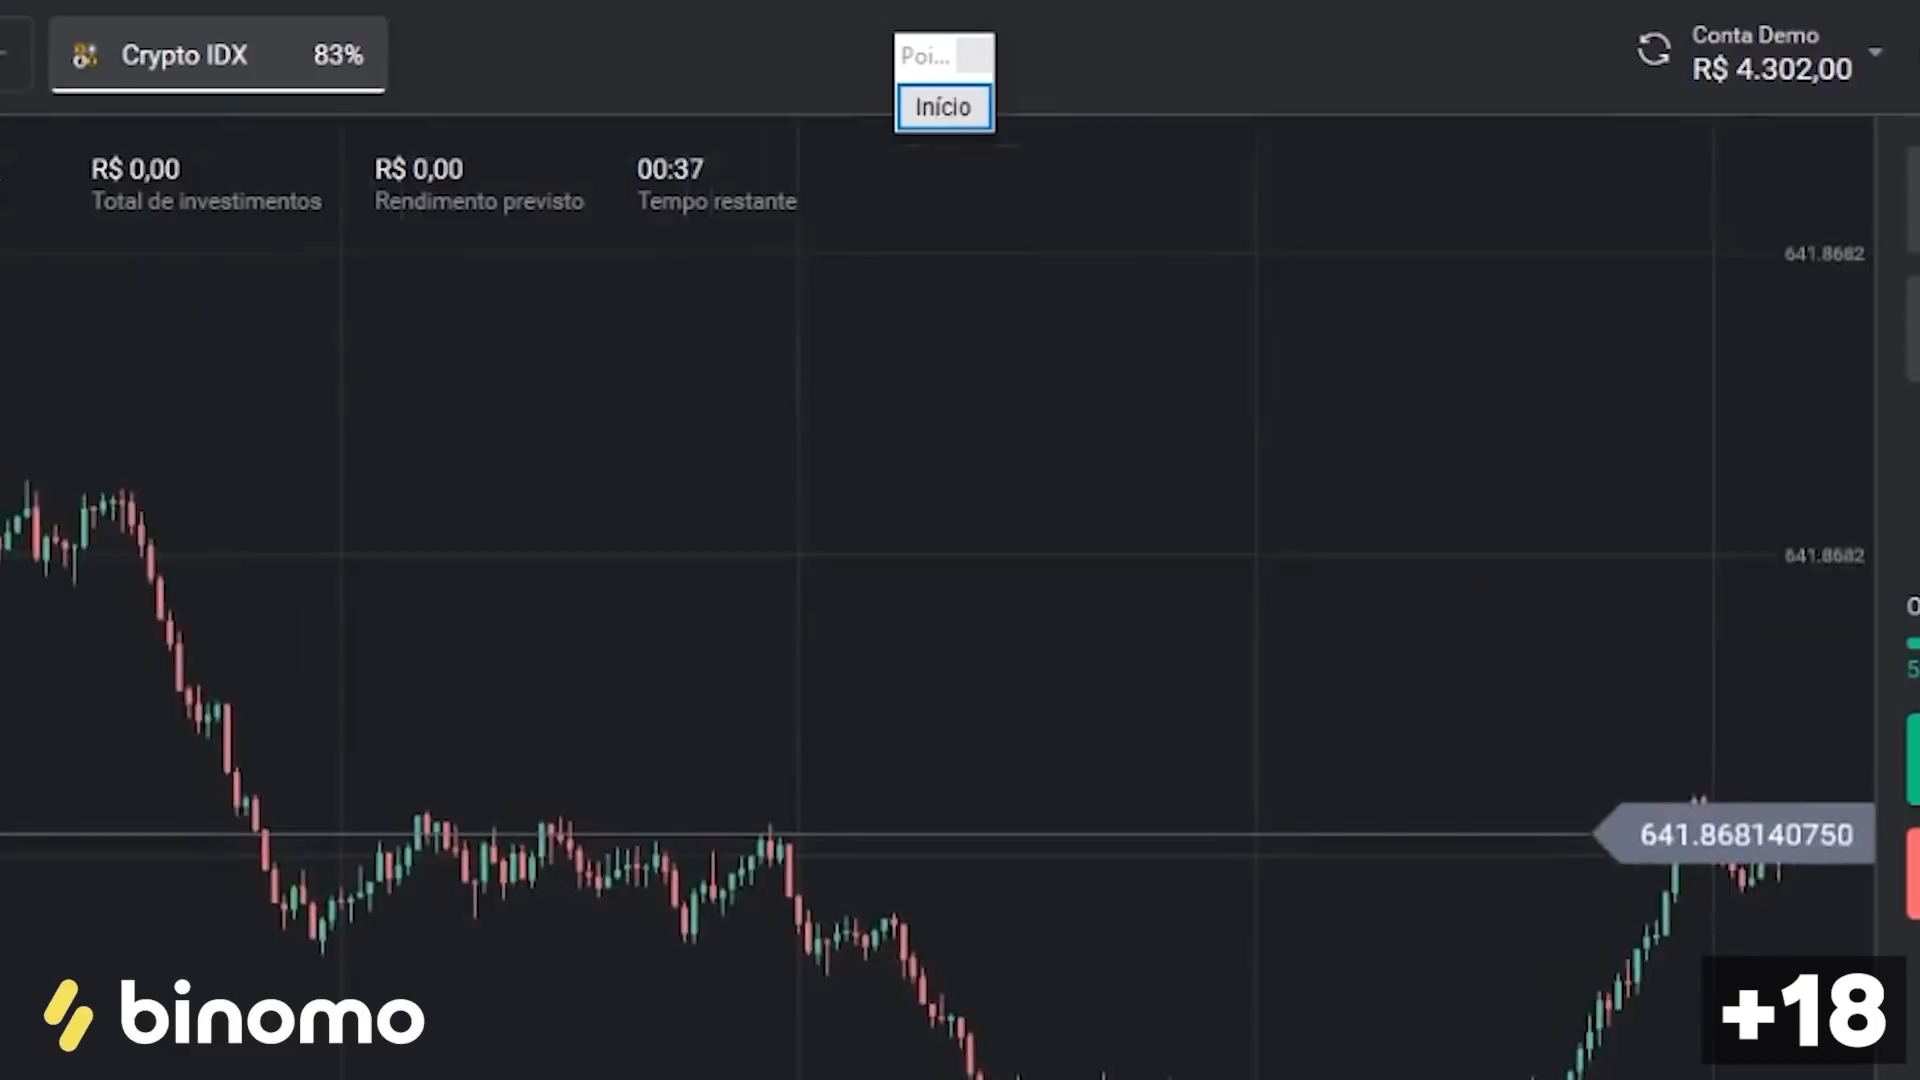 Crypto IDX 83%
Poi...
Início
Conta Demo
R$ 4.302,00
R$ 0,00
Total de investimentos
R$ 0,00
Rendimento previsto
00:37
Tempo restante
641.8682
641.8682
641.868140750
binomo
+18